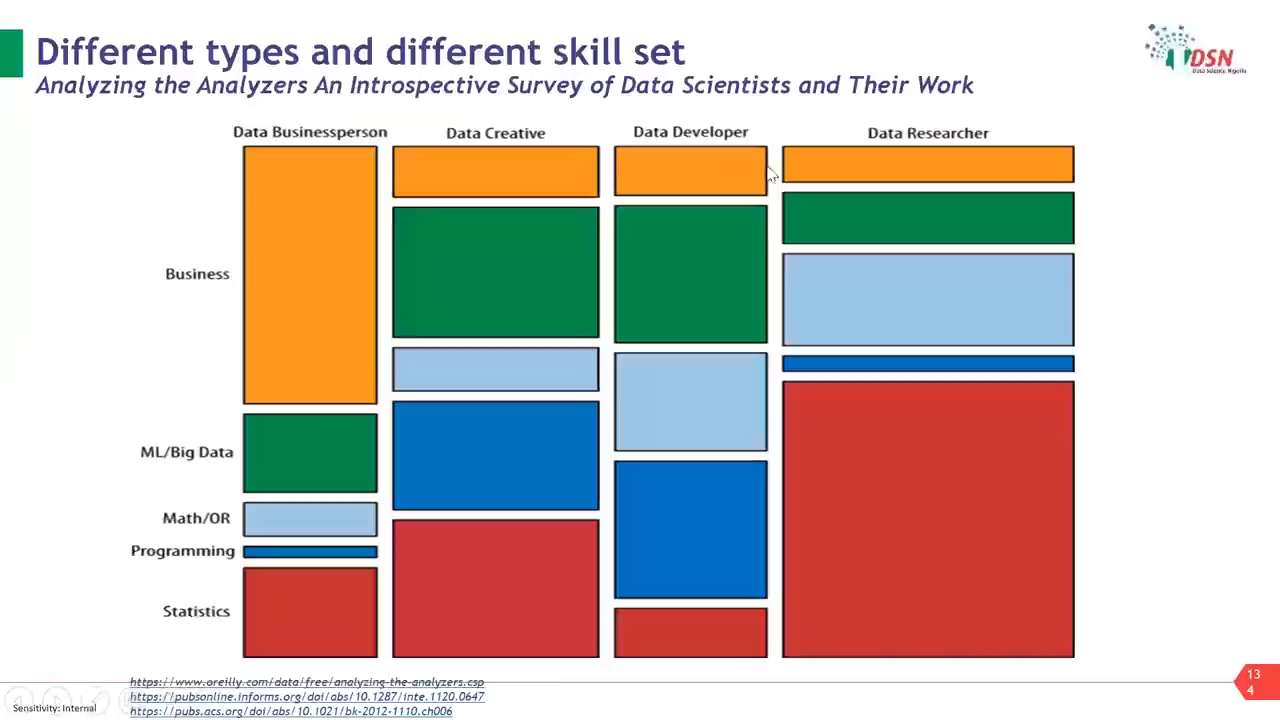 Different types and different skill set
Analyzing the Analyzers An Introspective Survey of Data Scientists and Their Work
DSN
Data Science Nigeria
Data Businessperson
Data Creative
Data Developer
Data Researcher
Business
ML/Big Data
Math/OR
Programming
Statistics
https://www.oreilly.com/data/free/analyzing-the-analyzers.csp
https://pubsonline.informs.org/doi/abs/10.1287/inte.1120.0647
https://pubs.acs.org/doi/abs/10.1021/bk-2012-1110.ch006
Sensitivity: Internal
13
4